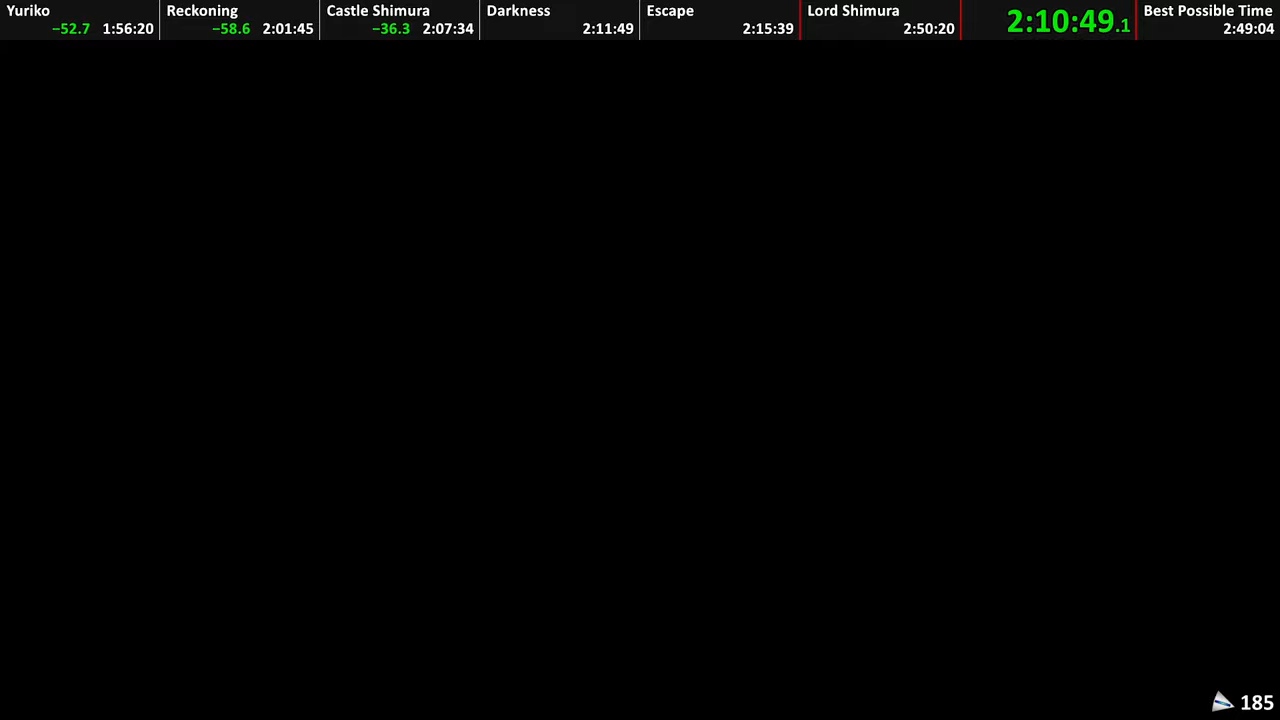 Yuriko
−52.7 1:56:20
Reckoning
−58.6 2:01:45
Castle Shimura
−36.3 2:07:34
Darkness
2:11:49
Escape
2:15:39
Lord Shimura
2:50:20
2:10:49.1
Best Possible Time
2:49:04
185